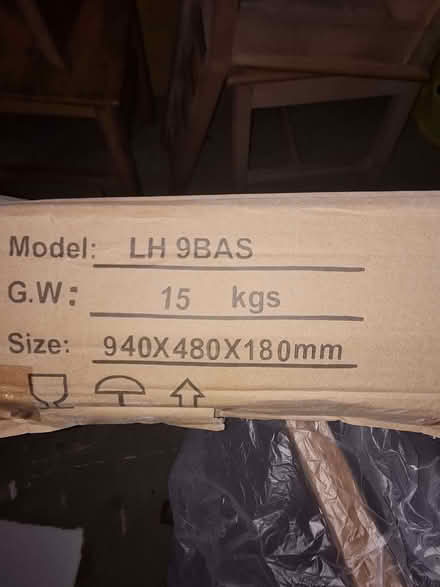 Model: LH 9BAS
G.W: 15 kgs
Size: 940X480X180mm